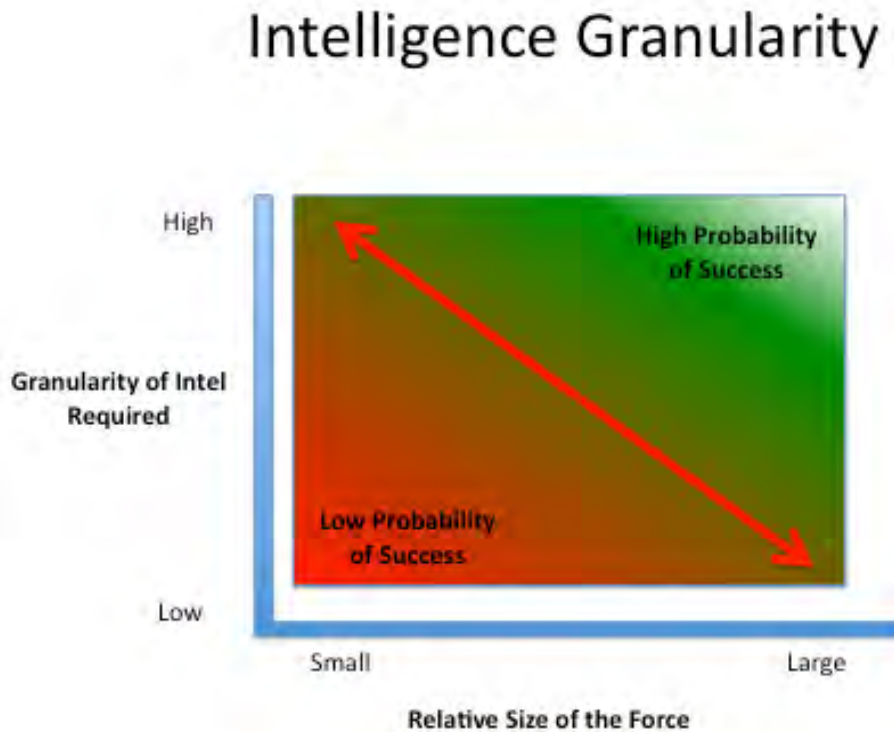 Intelligence Granularity
High
High Probability
of Success
Granularity of Intel
Required
Low Probability
of Success
Low
Small
Large
Relative Size of the Force